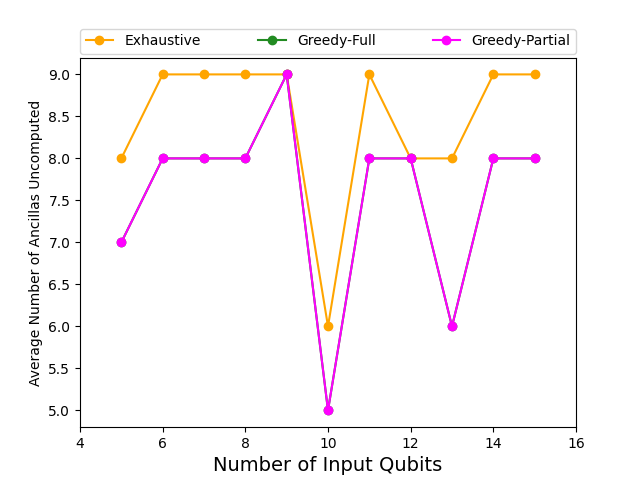 Exhaustive Greedy-Full Greedy-Partial
9.0
8.5
8.0
7.5
7.0
6.5
6.0
5.5
5.0
Average Number of Ancillas Uncomputed
4 6 8 10 12 14 16
Number of Input Qubits